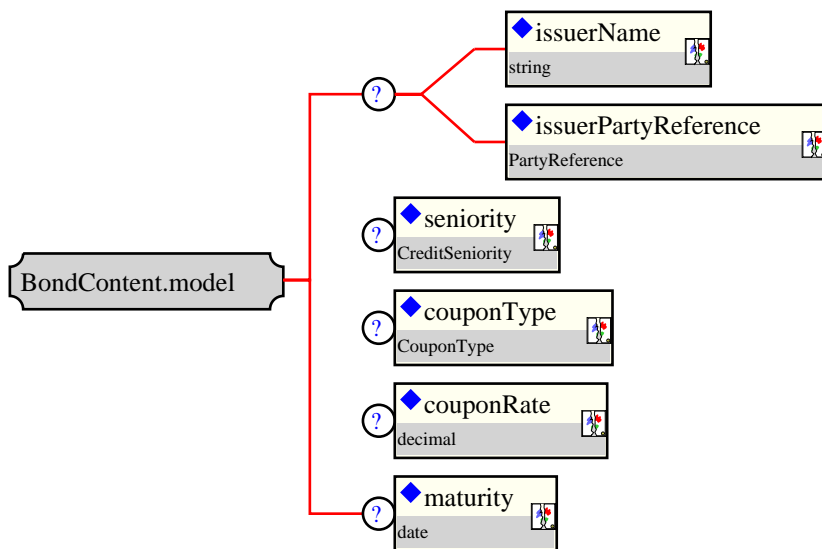 issuerName
string
?
issuerPartyReference
PartyReference
?
seniority
CreditSeniority
BondContent.model
?
couponType
CouponType
?
couponRate
decimal
?
maturity
date